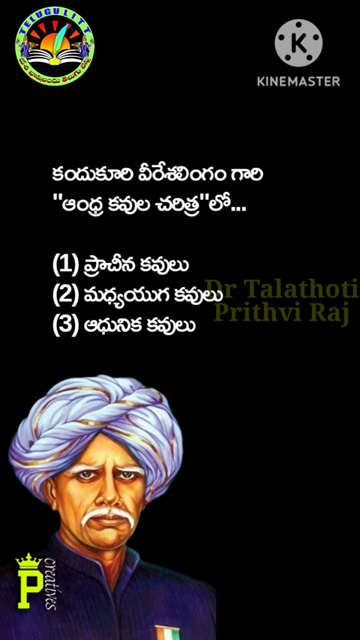 TELUGU LITT
KINEMASTER
కందుకూరి వీరేశలింగం గారి
"ఆంధ్ర కవుల చరిత్ర"లో...
(1) ప్రాచీన కవులు
(2) మధ్యయుగ కవులు
(3) ఆధునిక కవులు
Dr Talathoti
Prithvi Raj
P
creatives